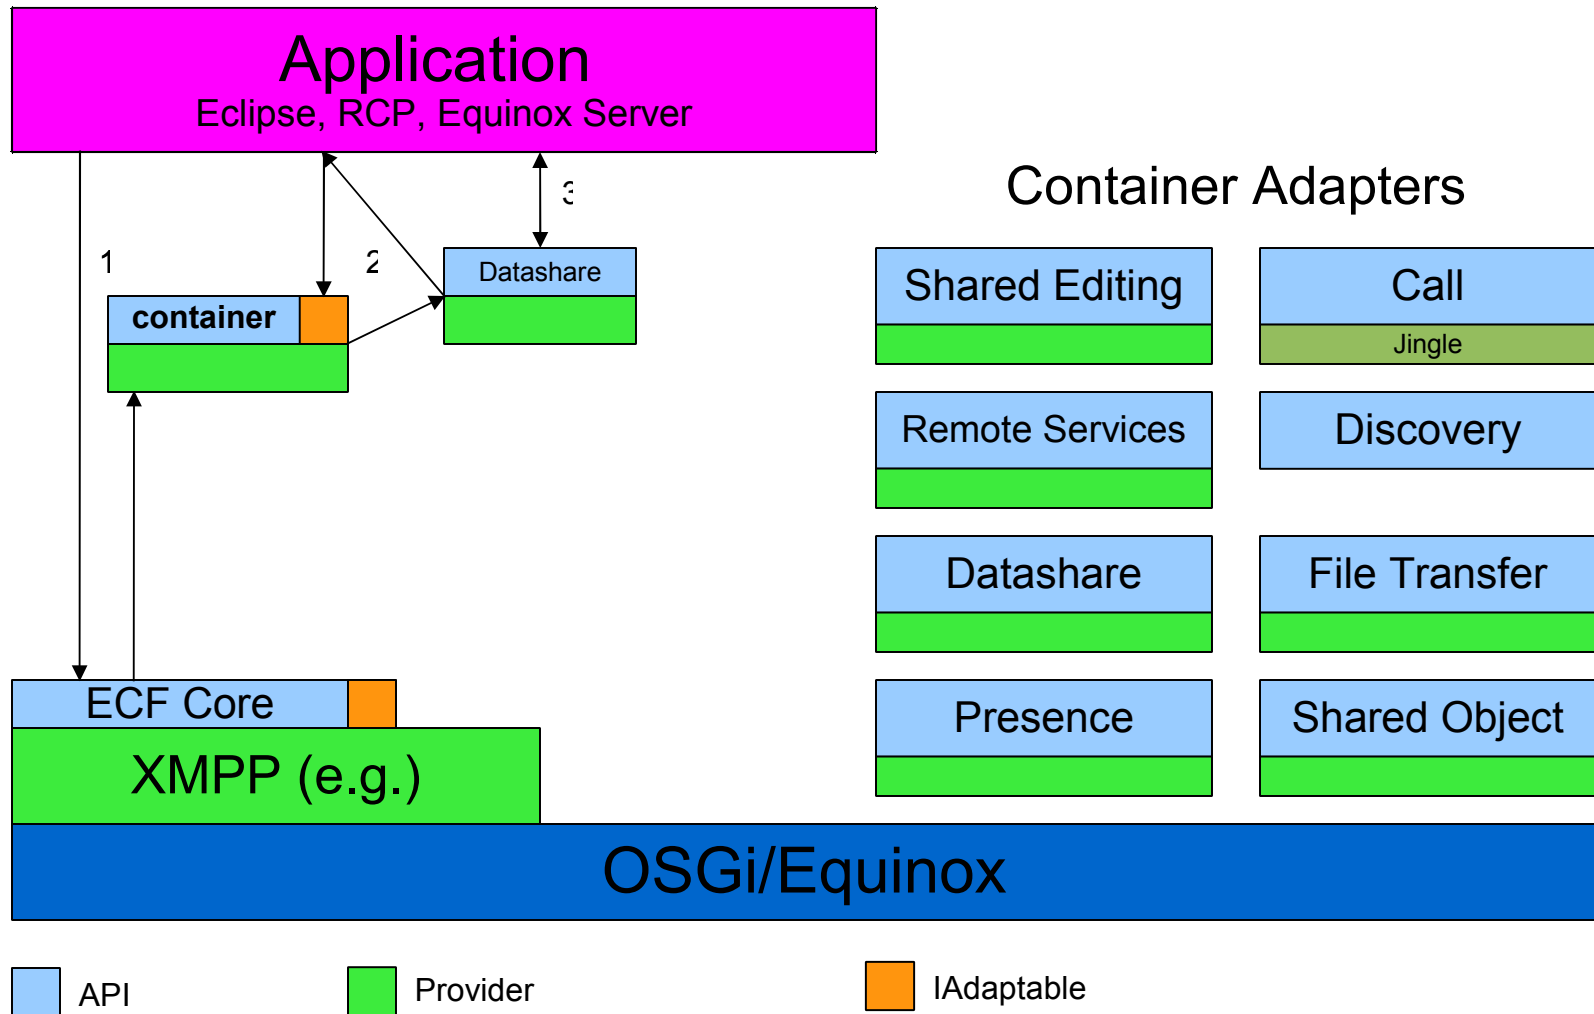 Application
Eclipse, RCP, Equinox Server
Container Adapters
1
2
3
Datashare
container
Shared Editing
Call
Jingle
Remote Services
Discovery
Datashare
File Transfer
ECF Core
Presence
Shared Object
XMPP (e.g.)
OSGi/Equinox
API
Provider
IAdaptable